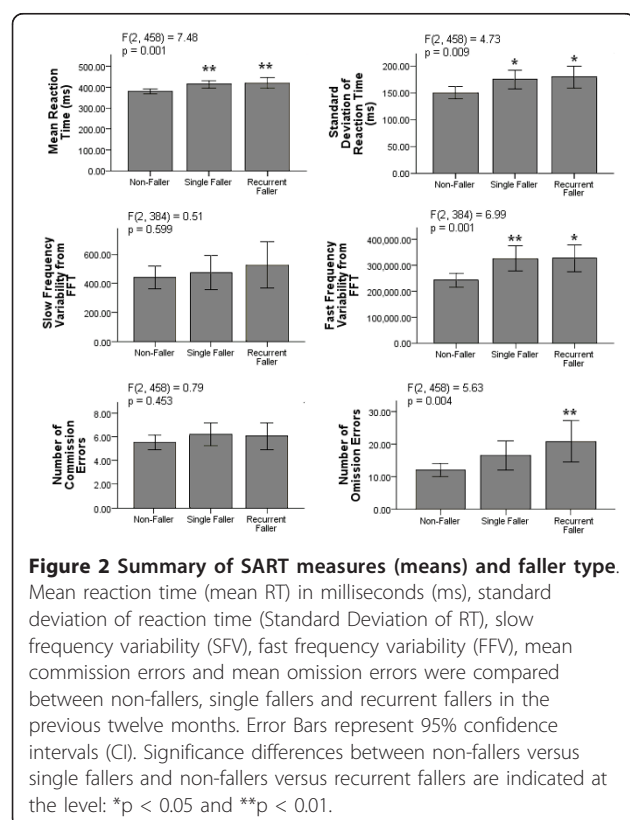 F(2, 458) = 7.48
p = 0.001
Mean Reaction
Time (ms)
500.00
400.00
300.00
200.00
100.00
0.00
**
**
Non-Faller
Single Faller
Recurrent
Faller
F(2, 458) = 4.73
p = 0.009
Standard
Deviation of
Reaction Time
(ms)
200.00
150.00
100.00
50.00
0.00
*
*
Non-Faller
Single Faller
Recurrent
Faller
F(2, 384) = 0.51
p = 0.599
Slow Frequency
Variability from
FFT
600.00
400.00
200.00
0.00
Non-Faller
Single Faller
Recurrent
Faller
F(2, 384) = 6.99
p = 0.001
Fast Frequency
Variability from
FFT
400,000.00
300,000.00
200,000.00
100,000.00
0.00
**
*
Non-Faller
Single Faller
Recurrent
Faller
F(2, 458) = 0.79
p = 0.453
Number of
Commission
Errors
8.00
6.00
4.00
2.00
0.00
Non-Faller
Single Faller
Recurrent
Faller
F(2, 458) = 5.63
p = 0.004
Number of
Omission Errors
30.00
20.00
10.00
0.00
**
Non-Faller
Single Faller
Recurrent
Faller
Figure 2 Summary of SART measures (means) and faller type.
Mean reaction time (mean RT) in milliseconds (ms), standard
deviation of reaction time (Standard Deviation of RT), slow
frequency variability (SFV), fast frequency variability (FFV), mean
commission errors and mean omission errors were compared
between non-fallers, single fallers and recurrent fallers in the
previous twelve months. Error Bars represent 95% confidence
intervals (CI). Significance differences between non-fallers versus
single fallers and non-fallers versus recurrent fallers are indicated at
the level: *p < 0.05 and **p < 0.01.